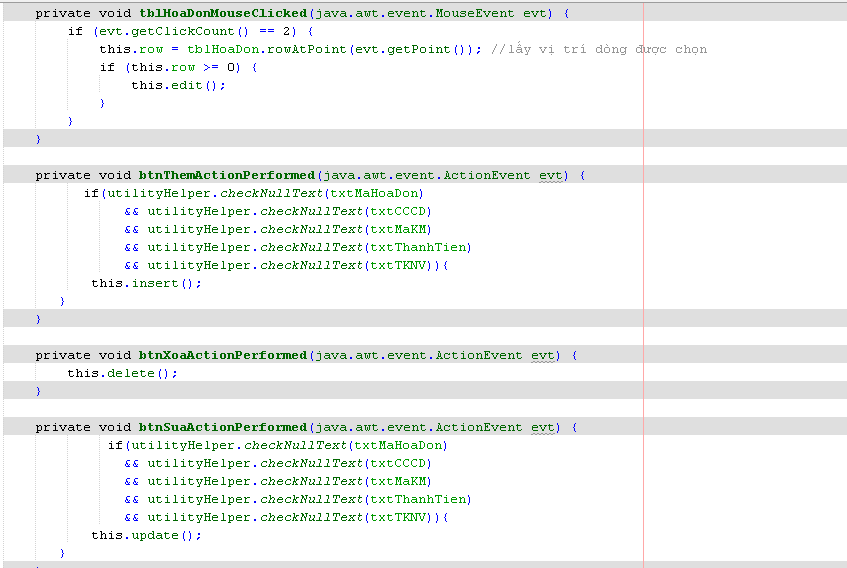 private void tblHoaDonMouseClicked(java.awt.event.MouseEvent evt) {
if (evt.getClickCount() == 2) {
this.row = tblHoaDon.rowAtPoint(evt.getPoint()); //lấy vị trí dòng được chọn
if (this.row >= 0) {
this.edit();
}
}
}
private void btnThemActionPerformed(java.awt.event.ActionEvent evt) {
if(utilityHelper.checkNullText(txtMaHoaDon)
&& utilityHelper.checkNullText(txtCCCD)
&& utilityHelper.checkNullText(txtMaKM)
&& utilityHelper.checkNullText(txtThanhTien)
&& utilityHelper.checkNullText(txtTKNV)){
this.insert();
}
}
private void btnXoaActionPerformed(java.awt.event.ActionEvent evt) {
this.delete();
}
private void btnSuaActionPerformed(java.awt.event.ActionEvent evt) {
if(utilityHelper.checkNullText(txtMaHoaDon)
&& utilityHelper.checkNullText(txtCCCD)
&& utilityHelper.checkNullText(txtMaKM)
&& utilityHelper.checkNullText(txtThanhTien)
&& utilityHelper.checkNullText(txtTKNV)){
this.update();
}